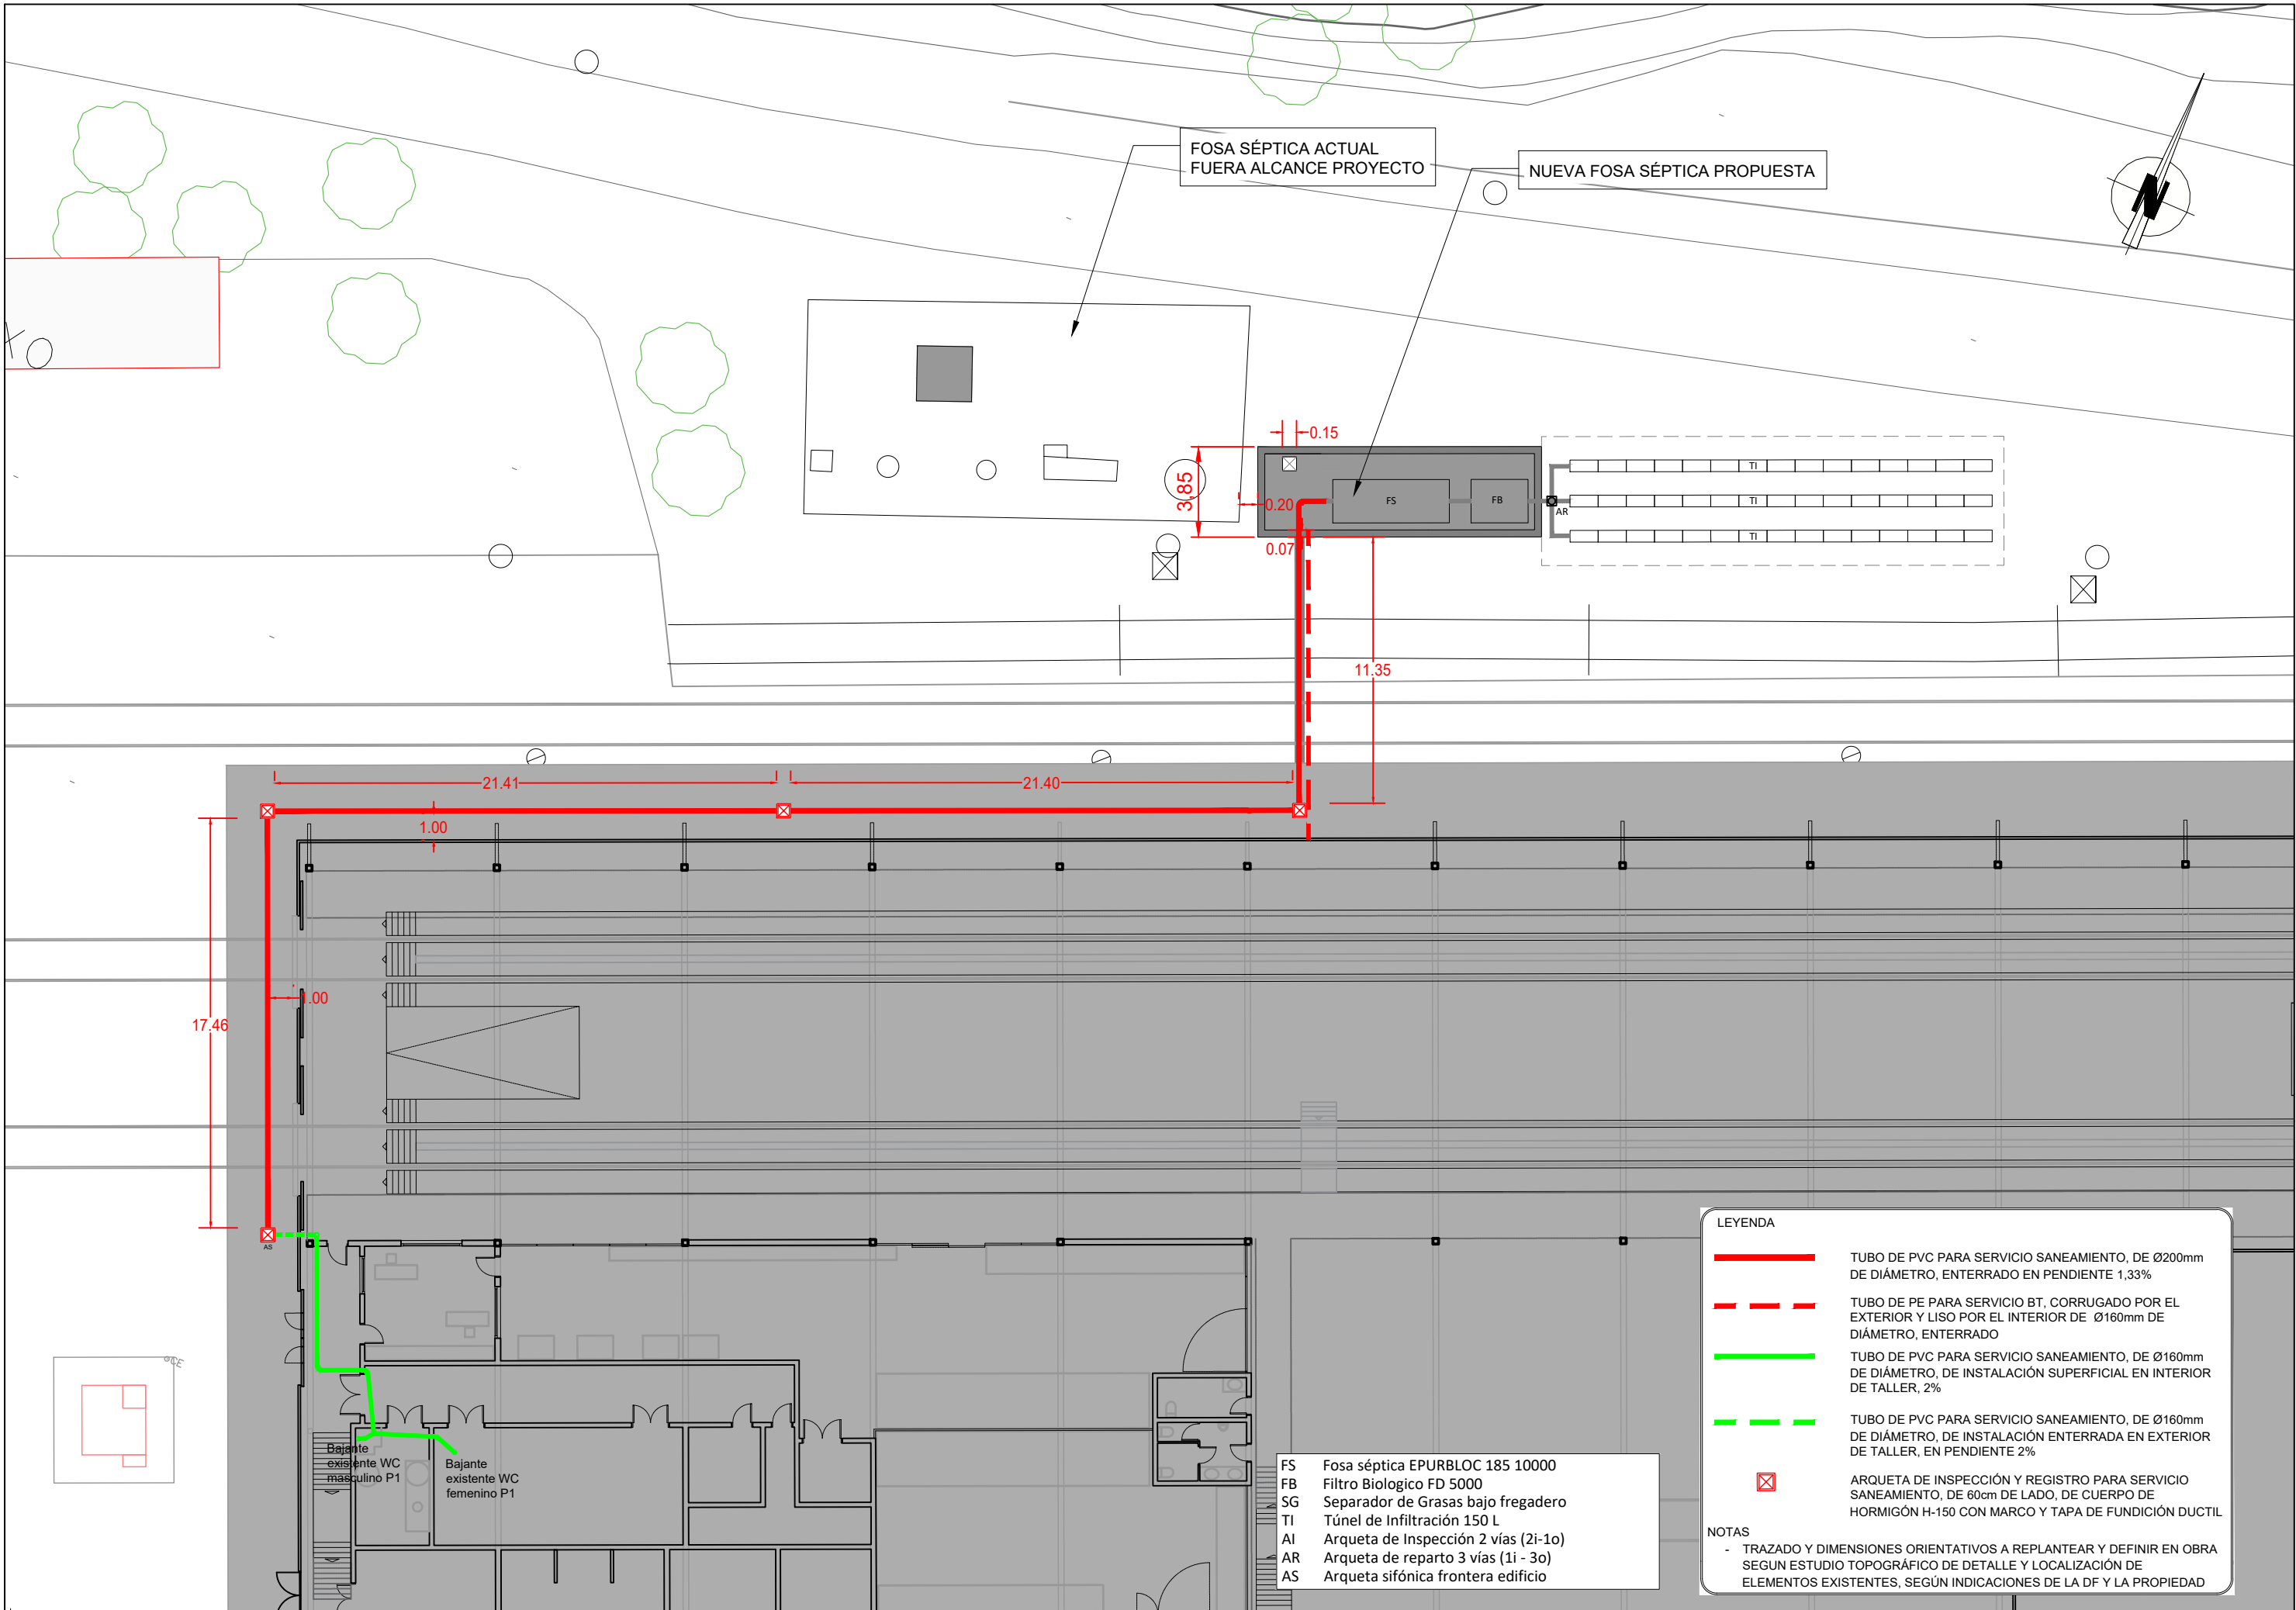 FOSA SÉPTICA ACTUAL
FUERA ALCANCE PROYECTO
NUEVA FOSA SÉPTICA PROPUESTA
N
0.15
3.85
0.20
0.07
FS
FB
AR
TI
TI
TI
11.35
21.41
21.40
1.00
1.00
17.46
AS
CE
Bajante
existente WC
masculino P1
Bajante
existente WC
femenino P1
FS Fosa séptica EPURBLOC 185 10000
FB Filtro Biologico FD 5000
SG Separador de Grasas bajo fregadero
TI Túnel de Infiltración 150 L
AI Arqueta de Inspección 2 vías (2i-1o)
AR Arqueta de reparto 3 vías (1i - 3o)
AS Arqueta sifónica frontera edificio
LEYENDA
TUBO DE PVC PARA SERVICIO SANEAMIENTO, DE Ø200mm
DE DIÁMETRO, ENTERRADO EN PENDIENTE 1,33%
TUBO DE PE PARA SERVICIO BT, CORRUGADO POR EL
EXTERIOR Y LISO POR EL INTERIOR DE Ø160mm DE
DIÁMETRO, ENTERRADO
TUBO DE PVC PARA SERVICIO SANEAMIENTO, DE Ø160mm
DE DIÁMETRO, DE INSTALACIÓN SUPERFICIAL EN INTERIOR
DE TALLER, 2%
TUBO DE PVC PARA SERVICIO SANEAMIENTO, DE Ø160mm
DE DIÁMETRO, DE INSTALACIÓN ENTERRADA EN EXTERIOR
DE TALLER, EN PENDIENTE 2%
ARQUETA DE INSPECCIÓN Y REGISTRO PARA SERVICIO
SANEAMIENTO, DE 60cm DE LADO, DE CUERPO DE
HORMIGÓN H-150 CON MARCO Y TAPA DE FUNDICIÓN DUCTIL
NOTAS
- TRAZADO Y DIMENSIONES ORIENTATIVOS A REPLANTEAR Y DEFINIR EN OBRA
SEGUN ESTUDIO TOPOGRÁFICO DE DETALLE Y LOCALIZACIÓN DE
ELEMENTOS EXISTENTES, SEGÚN INDICACIONES DE LA DF Y LA PROPIEDAD